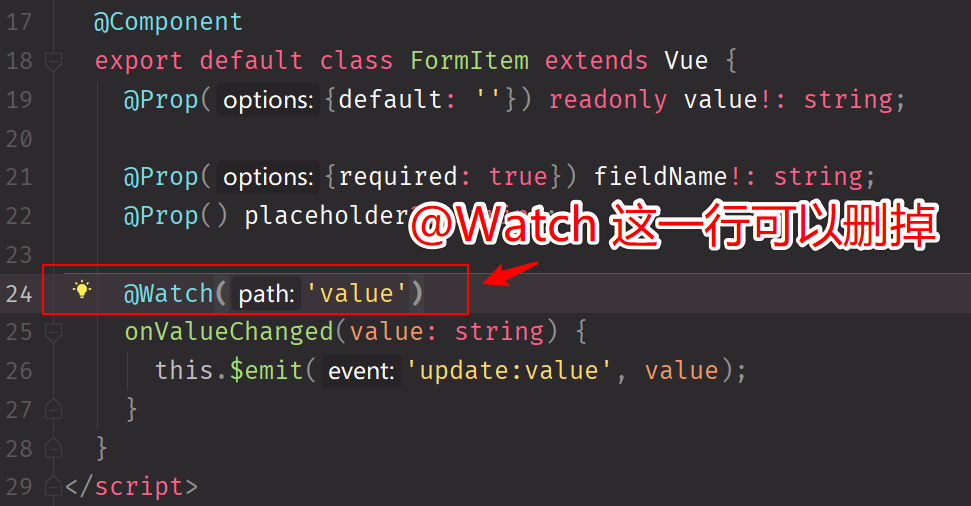 17 @Component
18 export default class FormItem extends Vue {
19 @Prop( options: {default: ''}) readonly value!: string;
20
21 @Prop( options: {required: true}) fieldName!: string;
22 @Prop() placeholder
@Watch 这一行可以删掉
23
24 @Watch( path: 'value')
25 onValueChanged(value: string) {
26 this.$emit( event: 'update:value', value);
27 }
28 }
29 </script>